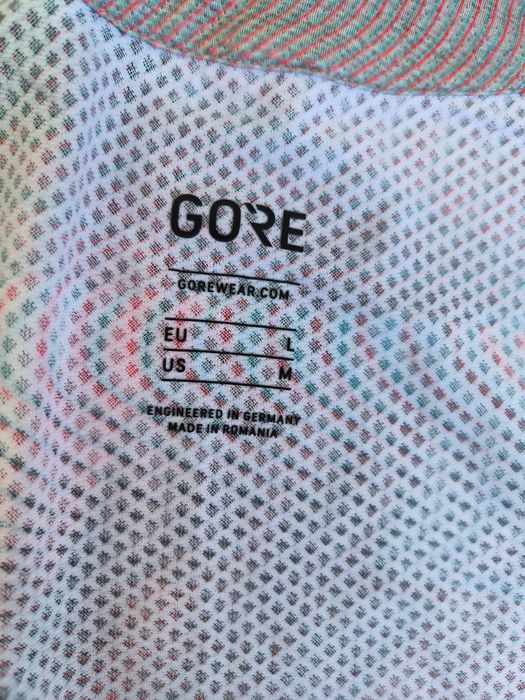 GORE
GOREWEAR.COM
EU L
US M
ENGINEERED IN GERMANY
MADE IN ROMANIA